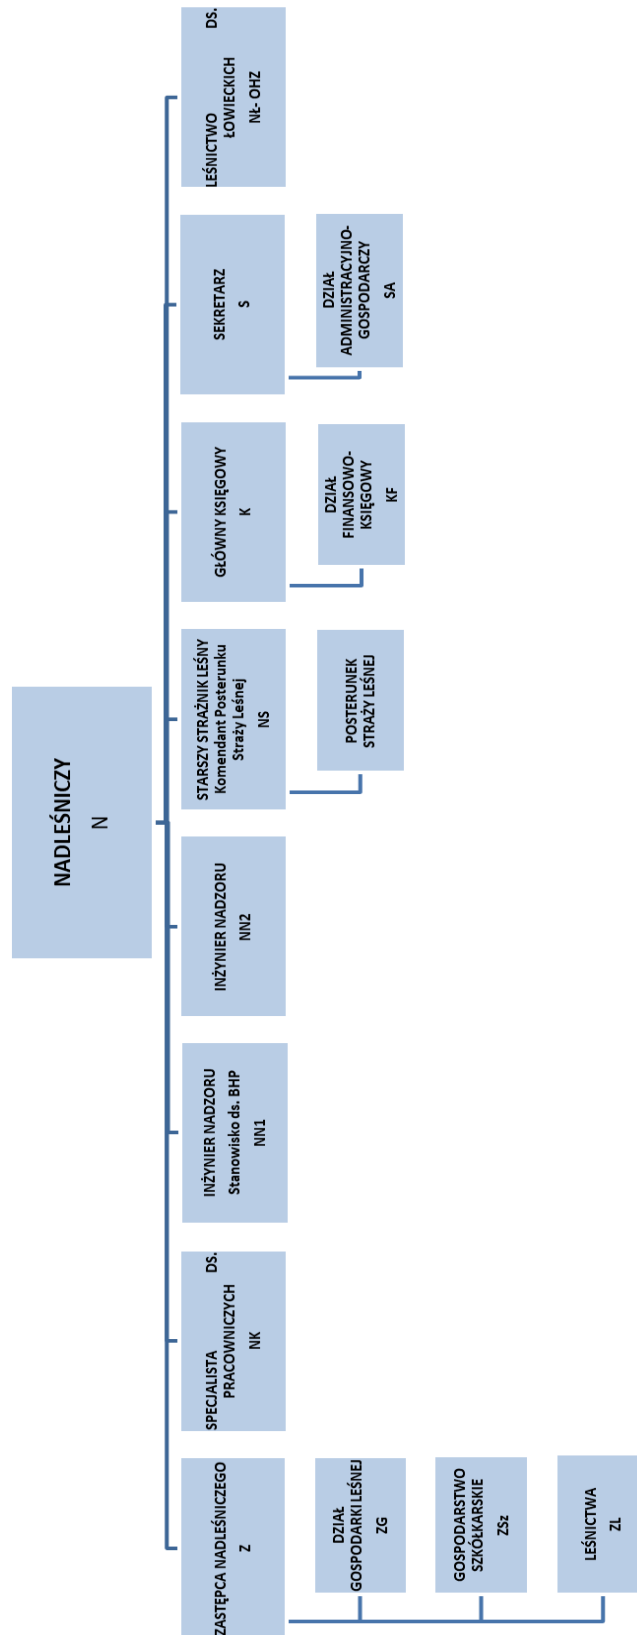 NADLEŚNICZY
N
ZASTĘPCA NADLEŚNICZEGO
Z
SPECJALISTA DS.
PRACOWNICZYCH
NK
INŻYNIER NADZORU
Stanowisko ds. BHP
NN1
INŻYNIER NADZORU
NN2
STARSZY STRAŻNIK LEŚNY
Komendant Posterunku
Straży Leśnej
NS
GŁÓWNY KSIĘGOWY
K
SEKRETARZ
S
LEŚNICTWO DS.
ŁOWIECKICH
NŁ- OHZ
DZIAŁ
GOSPODARKI LEŚNEJ
ZG
GOSPODARSTWO
SZKÓŁKARSKIE
ZSz
LEŚNICTWA
ZL
POSTERUNEK
STRAŻY LEŚNEJ
DZIAŁ
FINANSOWO-
KSIĘGOWY
KF
DZIAŁ
ADMINISTRACYJNO-
GOSPODARCZY
SA